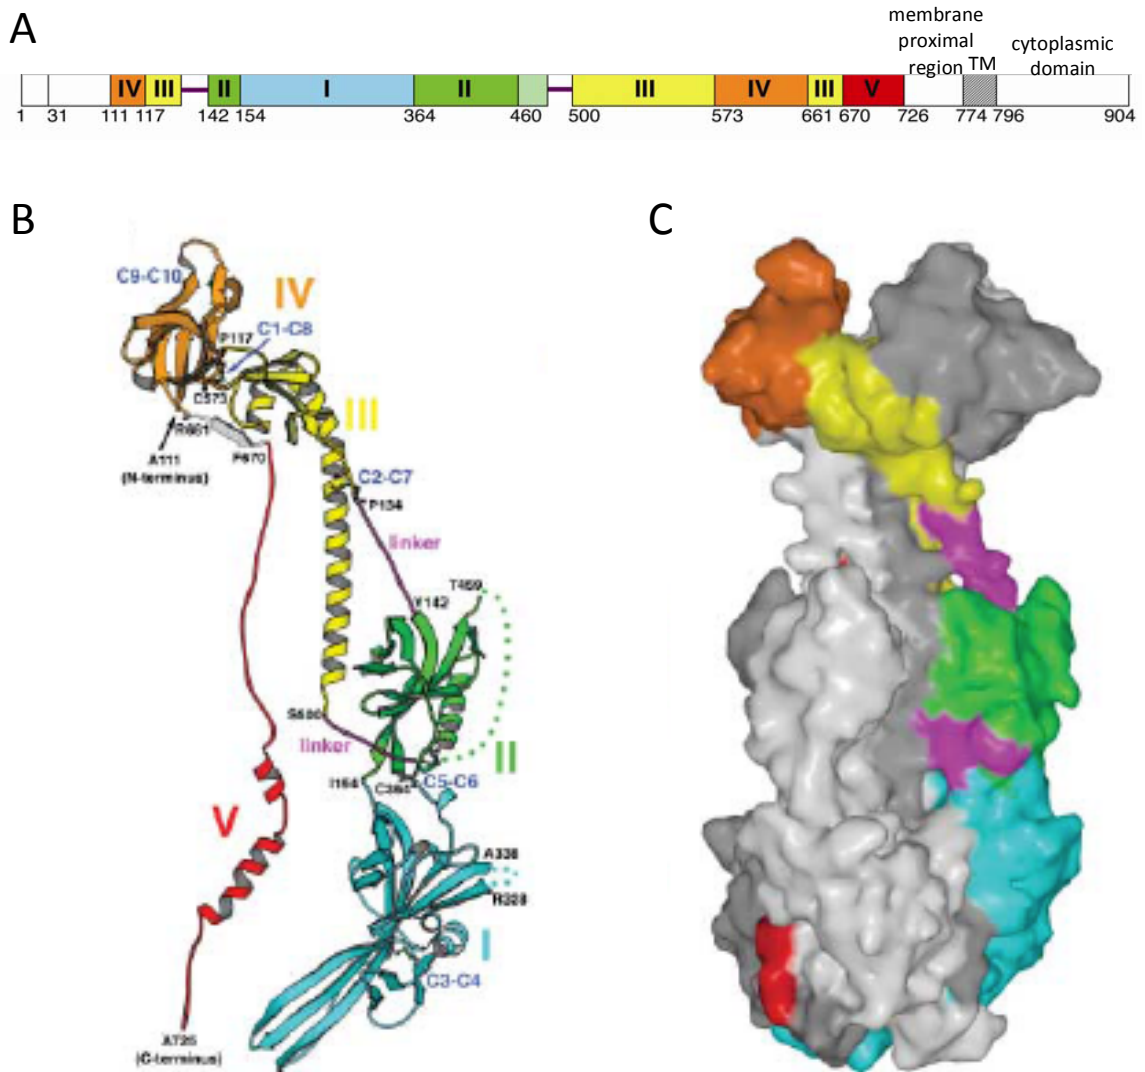 A
membrane
proximal
region TM
cytoplasmic
domain
IV III II I II III IV III V
1 31 111 117 142 154 364 460 500 573 661 670 726 774 796 904
B
C
C9-C10
IV
C1-C8
P117
C573
III
R661
A111
(N-terminus)
P670
C2-C7
P134
linker
T459
Y142
S500
linker
II
I154
C364
C5-C6
V
A336
R328
I
C3-C4
A725
(C-terminus)